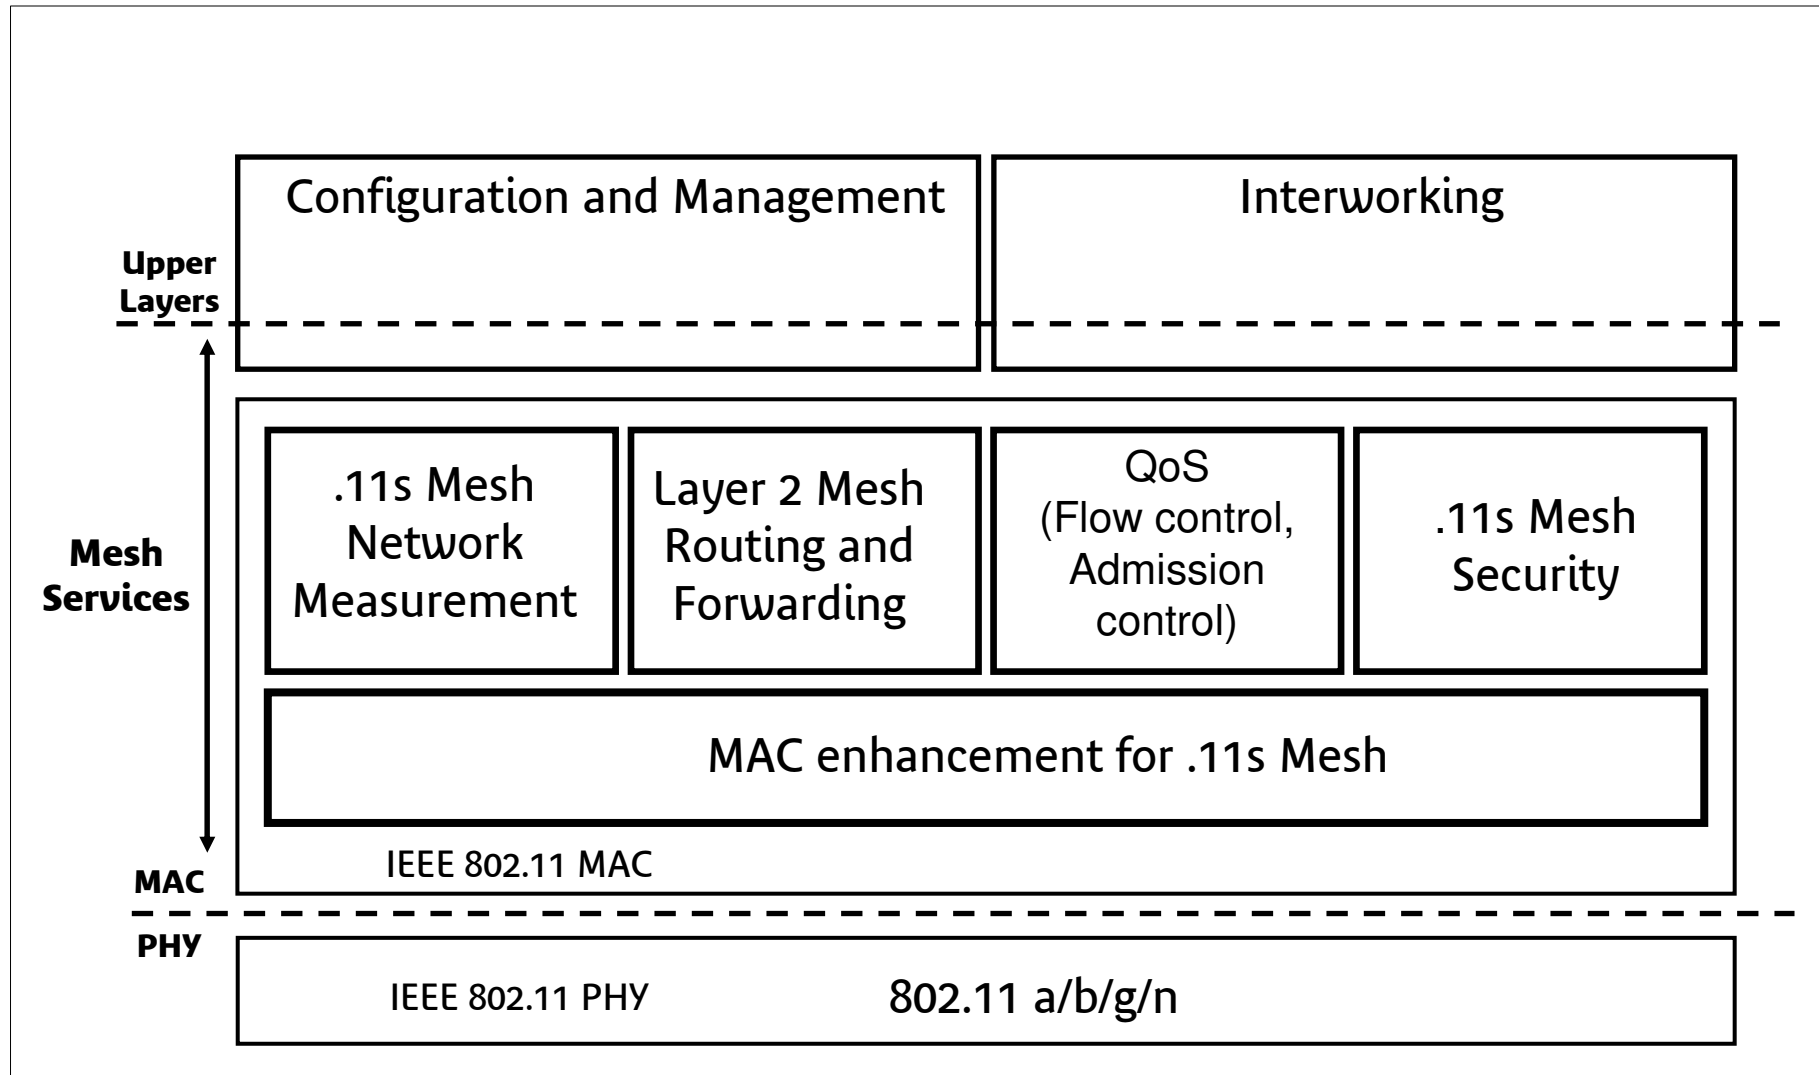 Configuration and Management
Interworking
Upper
Layers
.11s Mesh
Network
Measurement
Layer 2 Mesh
Routing and
Forwarding
QoS
(Flow control,
Admission
control)
.11s Mesh
Security
Mesh
Services
MAC enhancement for .11s Mesh
IEEE 802.11 MAC
MAC
PHY
IEEE 802.11 PHY
802.11 a/b/g/n